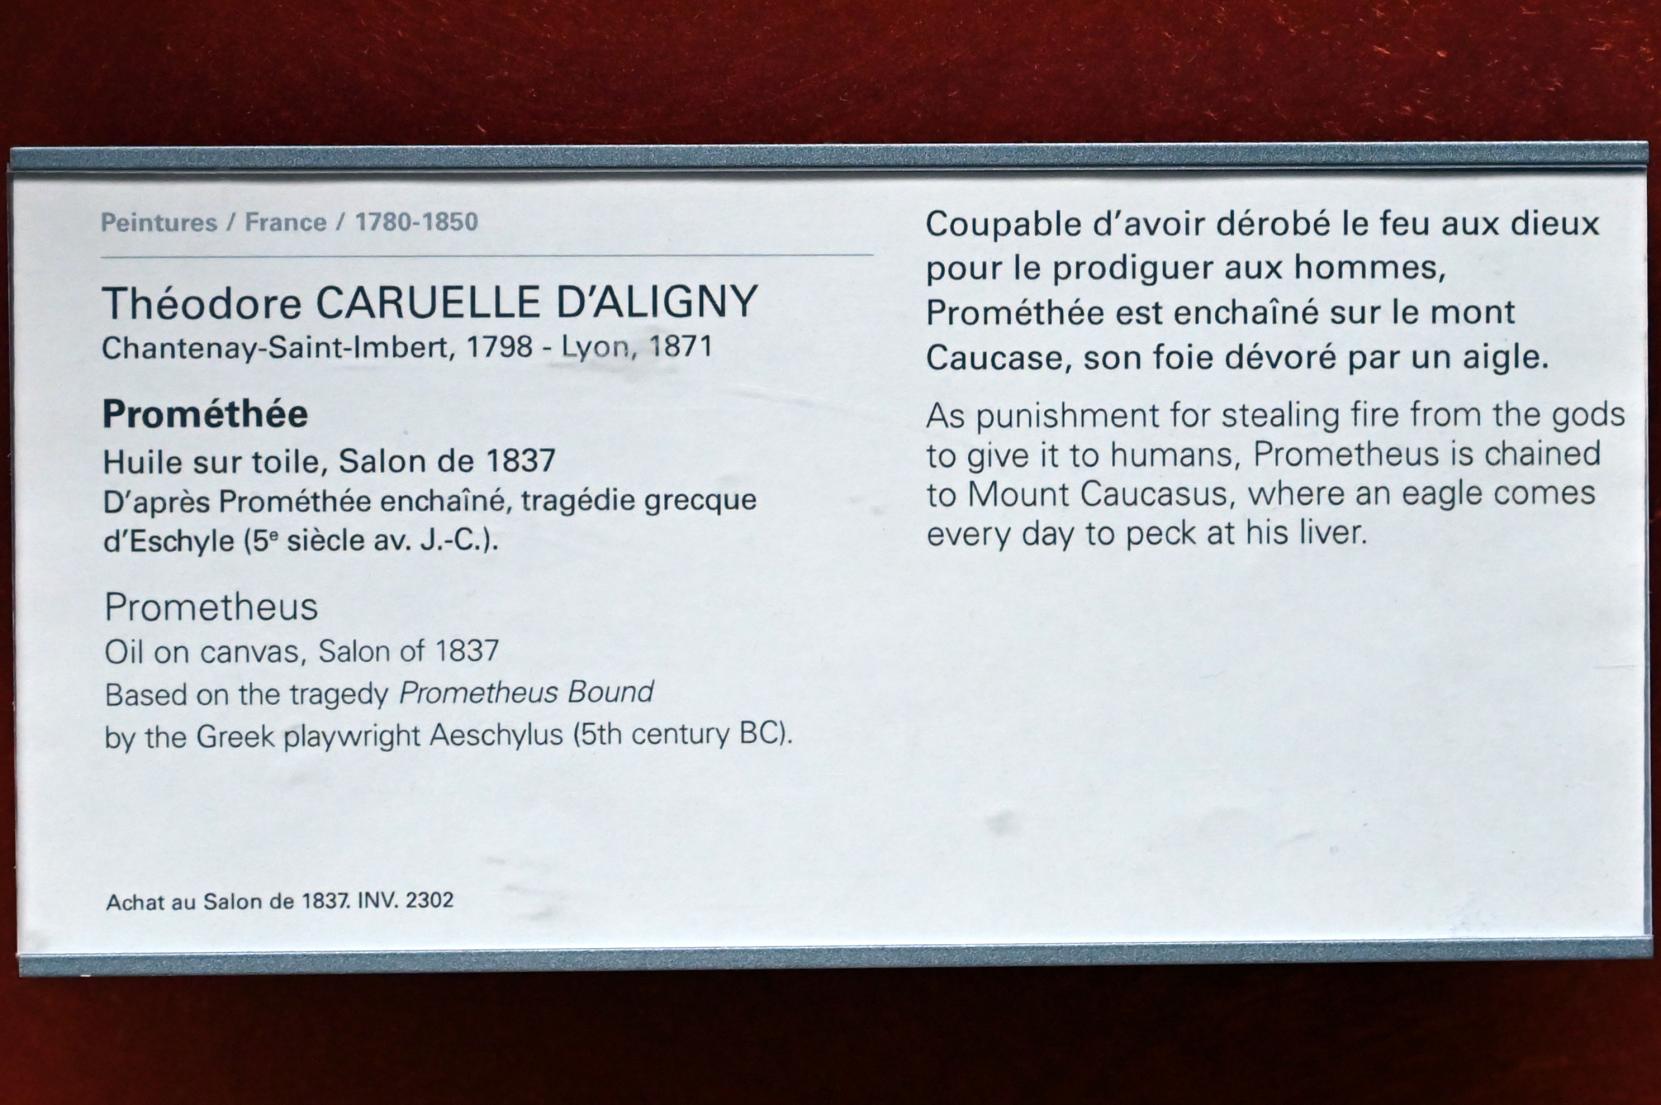 Peintures / France / 1780-1850
Théodore CARUELLE D'ALIGNY
Chantenay-Saint-Imbert, 1798 - Lyon, 1871
Prométhée
Huile sur toile, Salon de 1837
D'après Prométhée enchaîné, tragédie grecque
d'Eschyle (5e siècle av. J.-C.).
Prometheus
Oil on canvas, Salon of 1837
Based on the tragedy Prometheus Bound
by the Greek playwright Aeschylus (5th century BC).
Achat au Salon de 1837. INV. 2302
Coupable d'avoir dérobé le feu aux dieux
pour le prodiguer aux hommes,
Prométhée est enchaîné sur le mont
Caucase, son foie dévoré par un aigle.
As punishment for stealing fire from the gods
to give it to humans, Prometheus is chained
to Mount Caucasus, where an eagle comes
every day to peck at his liver.